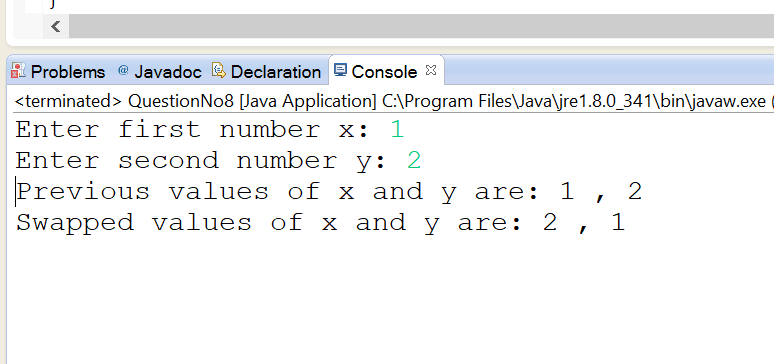 Problems @ Javadoc Declaration Console
<terminated> QuestionNo8 [Java Application] C:\Program Files\Java\jre1.8.0_341\bin\javaw.exe (
Enter first number x: 1
Enter second number y: 2
Previous values of x and y are: 1 , 2
Swapped values of x and y are: 2 , 1